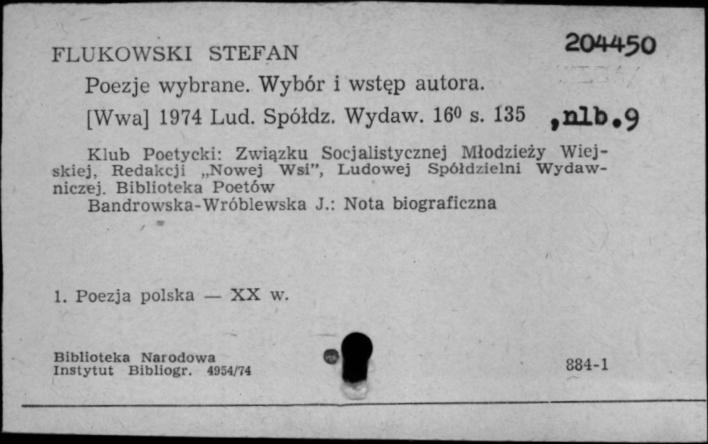 FLUKOWSKI STEFAN 204450
Poezje wybrane. Wybór i wstęp autora.
[Wwa] 1974 Lud. Spółdz. Wydaw. 16⁰ s. 135 ,nlb.9
Klub Poetycki: Związku Socjalistycznej Młodzieży Wiej-
skiej, Redakcji „Nowej Wsi”, Ludowej Spółdzielni Wydaw-
niczej. Biblioteka Poetów
Bandrowska-Wróblewska J.: Nota biograficzna
1. Poezja polska — XX w.
Biblioteka Narodowa
Instytut Bibliogr. 4954/74 884-1